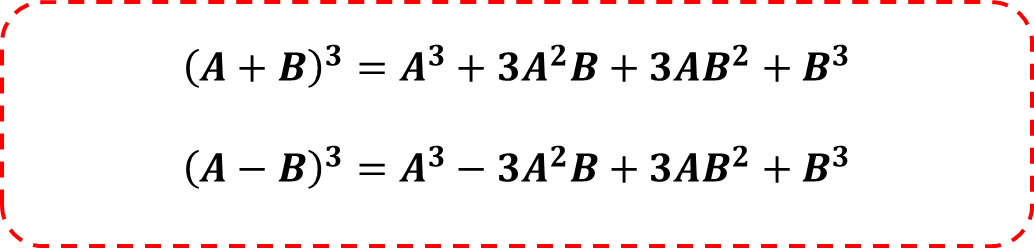 (A + B)³ = A³ + 3A²B + 3AB² + B³
(A − B)³ = A³ − 3A²B + 3AB² + B³